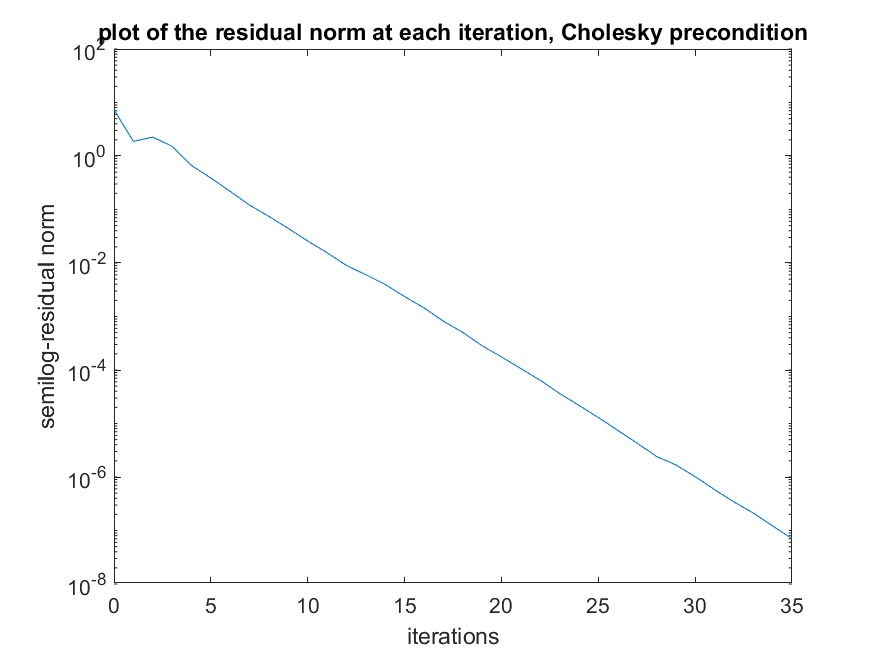 plot of the residual norm at each iteration, Cholesky precondition
10^2
10^0
10^-2
10^-4
10^-6
10^-8
semilog-residual norm
0 5 10 15 20 25 30 35
iterations